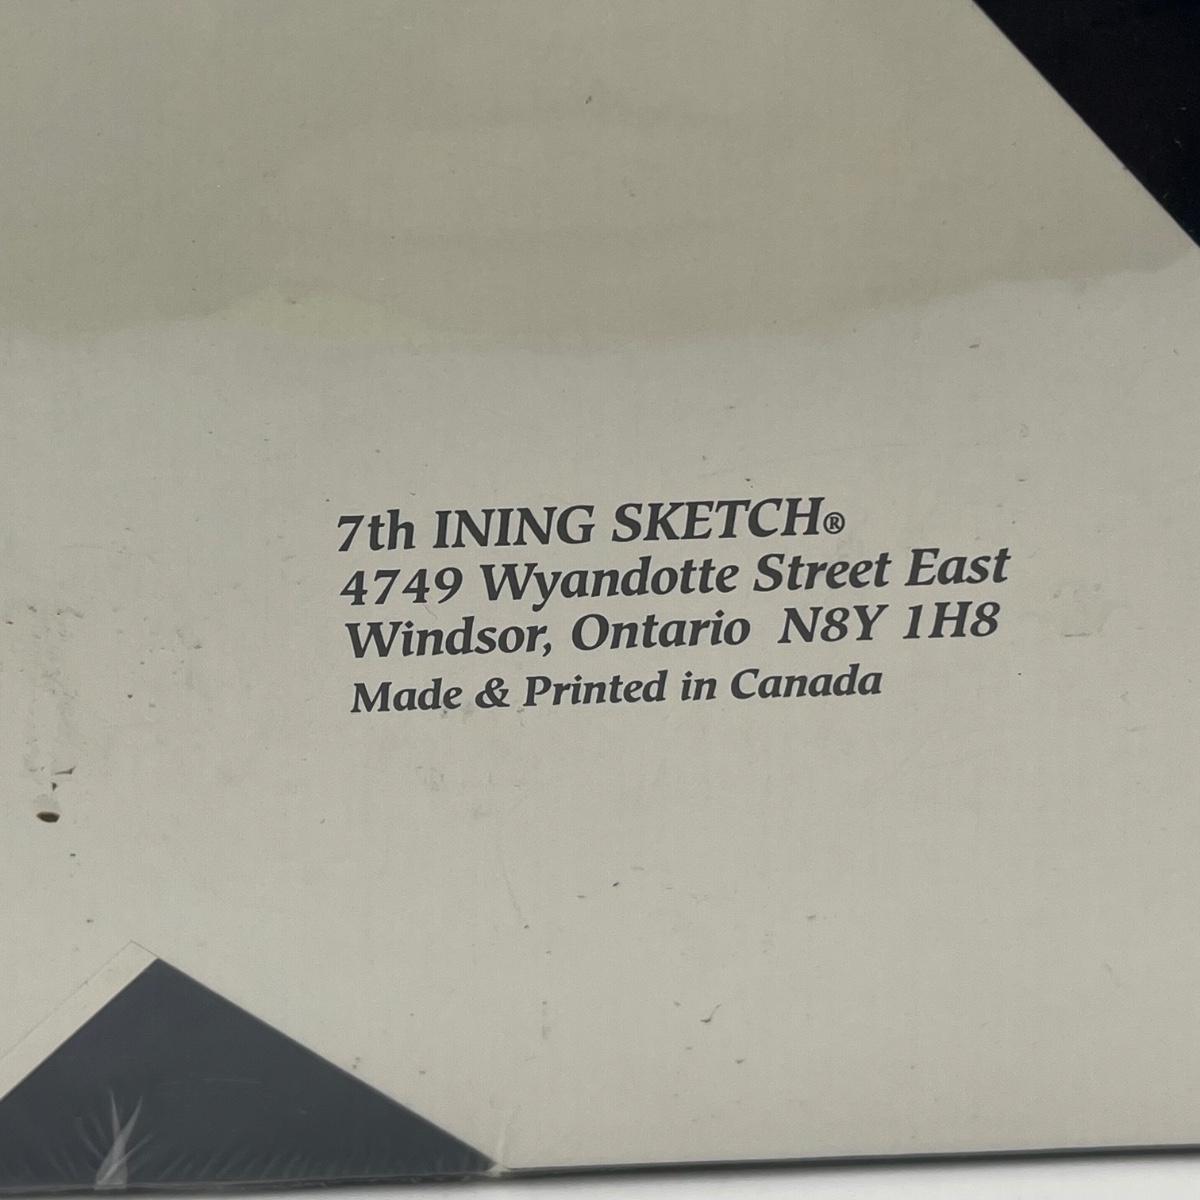 7th INING SKETCH®
4749 Wyandotte Street East
Windsor, Ontario N8Y 1H8
Made & Printed in Canada